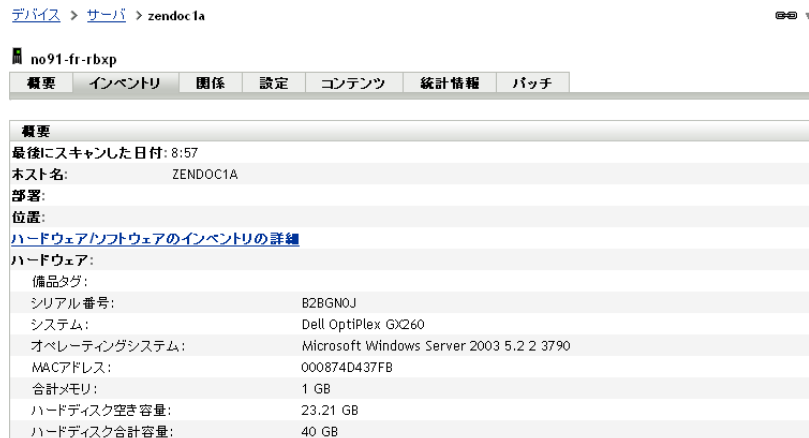 デバイス > サーバ > zendoc1a
no91-fr-rbxp
概要 インベントリ 関係 設定 コンテンツ 統計情報 パッチ
概要
最後にスキャンした日付: 8:57
ホスト名: ZENDOC1A
部署:
位置:
ハードウェア/ソフトウェアのインベントリの詳細
ハードウェア:
備品タグ:
シリアル番号: B2BGN0J
システム: Dell OptiPlex GX260
オペレーティングシステム: Microsoft Windows Server 2003 5.2 2 3790
MACアドレス: 000874D437FB
合計メモリ: 1 GB
ハードディスク空き容量: 23.21 GB
ハードディスク合計容量: 40 GB